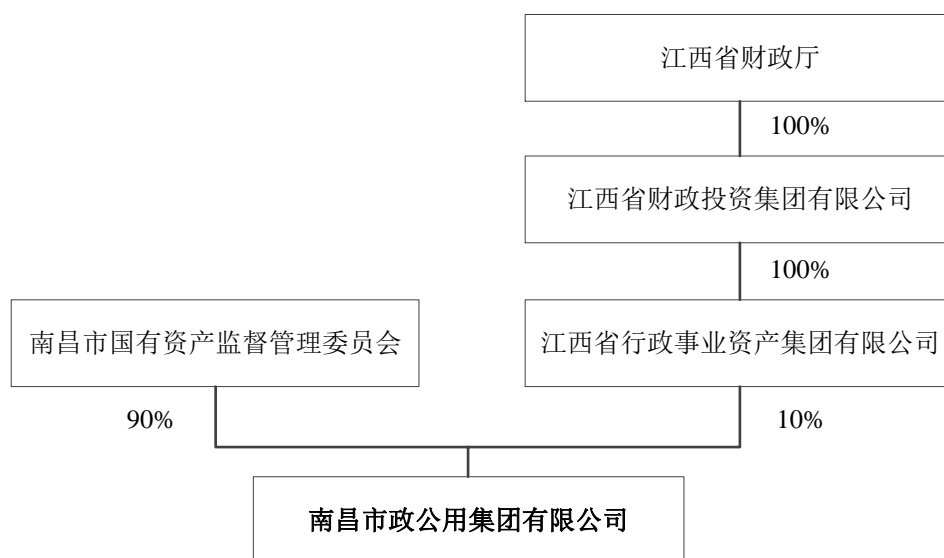 江西省财政厅
100%
江西省财政投资集团有限公司
100%
南昌市国有资产监督管理委员会
江西省行政事业资产集团有限公司
90%
10%
南昌市政公用集团有限公司